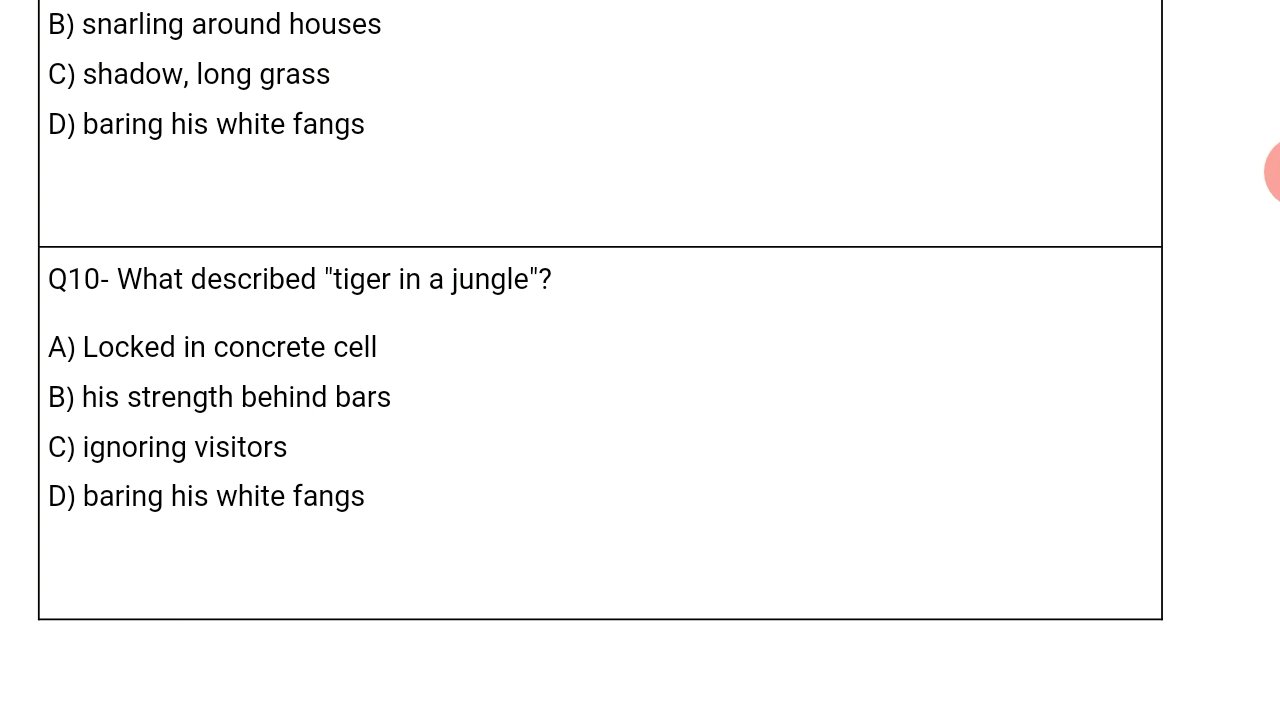 B) snarling around houses
C) shadow, long grass
D) baring his white fangs
Q10- What described "tiger in a jungle"?
A) Locked in concrete cell
B) his strength behind bars
C) ignoring visitors
D) baring his white fangs